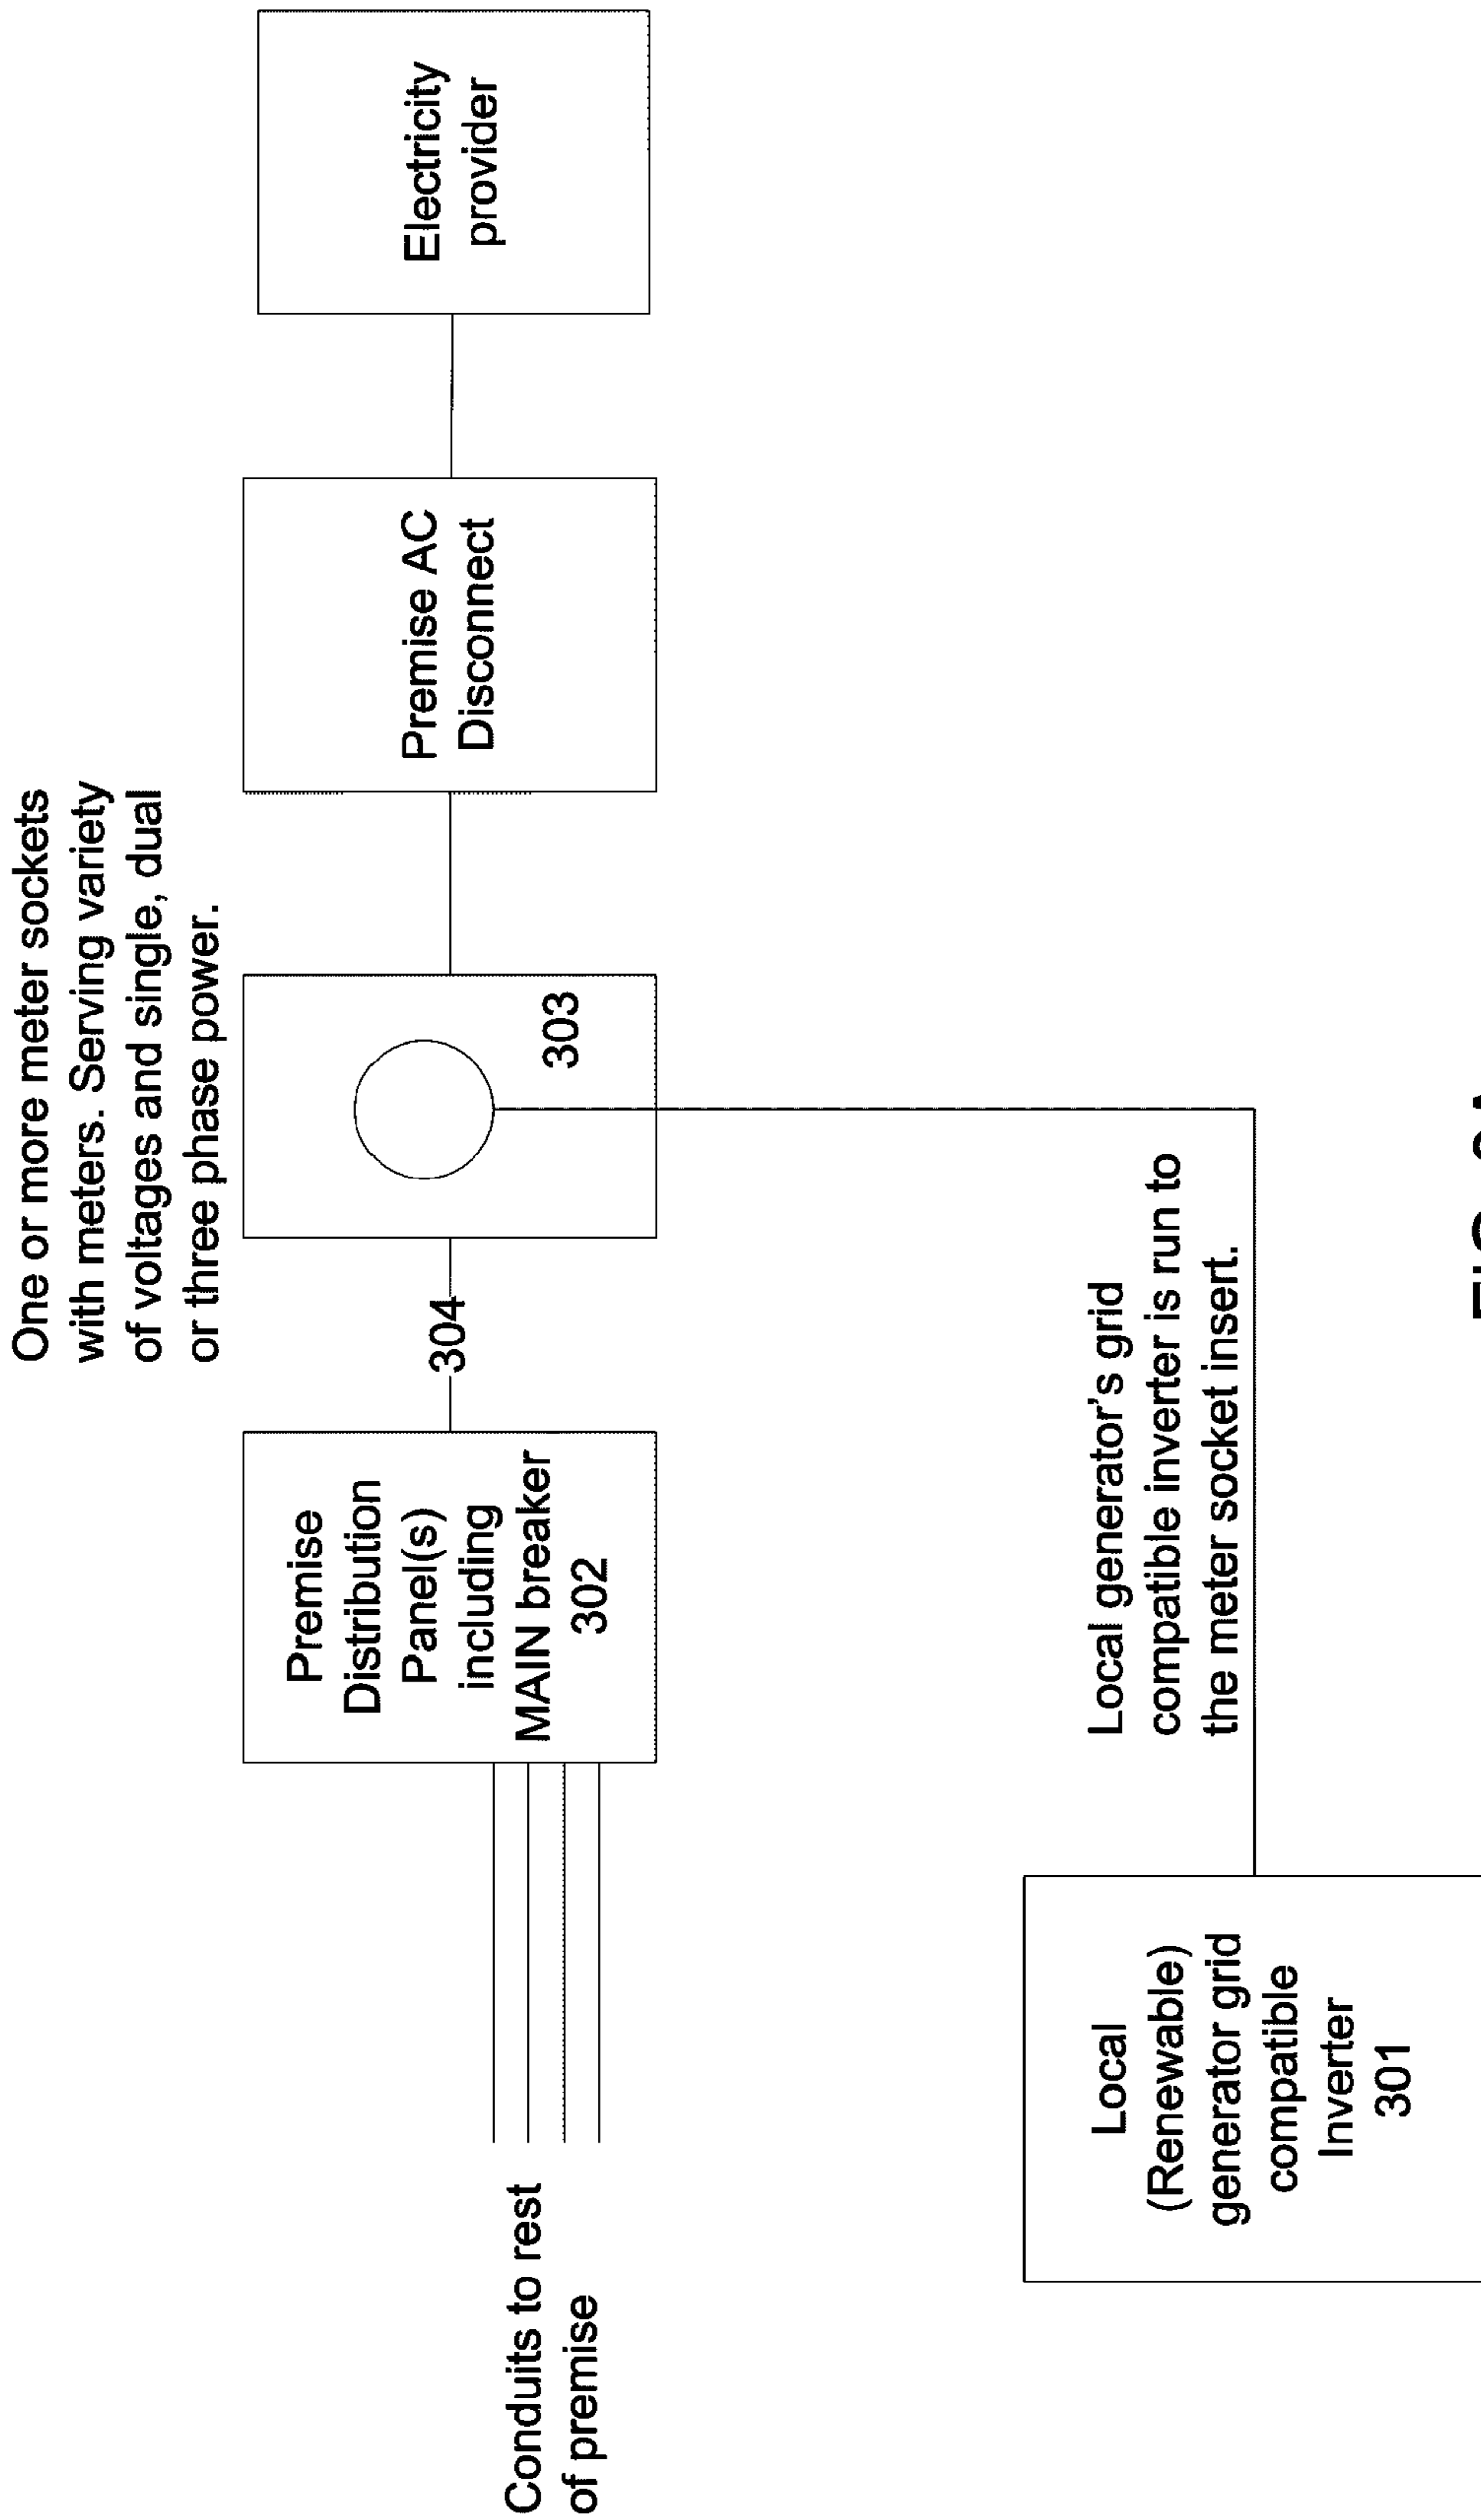 One or more meter sockets
with meters. Serving variety
of voltages and single, dual
or three phase power.
Conduits to rest
of premise
Premise
Distribution
Panel(s)
including
MAIN breaker
302
304
303
Premise AC
Disconnect
Electricity
provider
Local
(Renewable)
generator grid
compatible
Inverter
301
Local generator's grid
compatible inverter is run to
the meter socket insert.